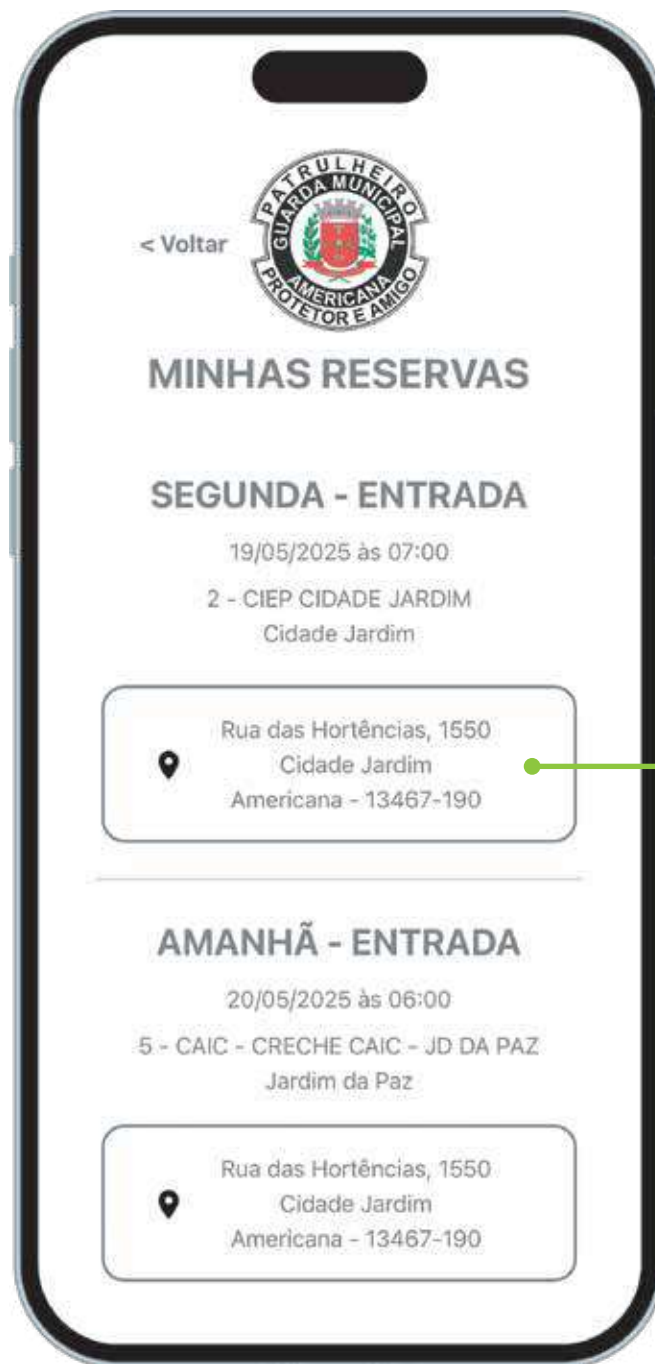 PATRULHEIRO
GUARDA MUNICIPAL
AMERICANA
PROTETOR E AMIGO
< Voltar
MINHAS RESERVAS
SEGUNDA - ENTRADA
19/05/2025 às 07:00
2 - CIEP CIDADE JARDIM
Cidade Jardim
Rua das Hortências, 1550
Cidade Jardim
Americana - 13467-190
AMANHÃ - ENTRADA
20/05/2025 às 06:00
5 - CAIC - CRECHE CAIC - JD DA PAZ
Jardim da Paz
Rua das Hortências, 1550
Cidade Jardim
Americana - 13467-190